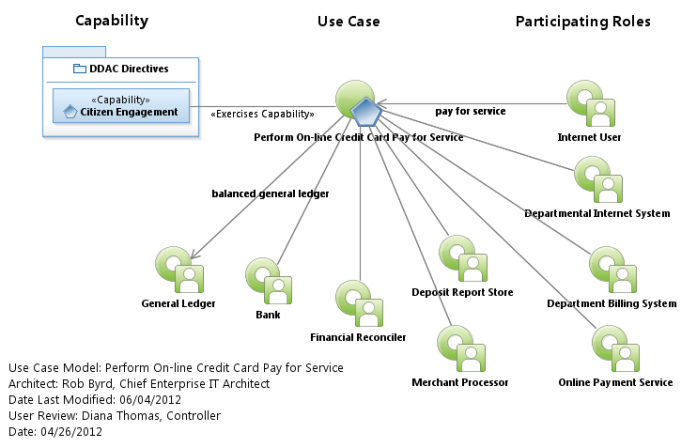 Capability
Use Case
Participating Roles
DDAC Directives
«Capability»
Citizen Engagement
«Exercises Capability»
pay for service
Perform On-line Credit Card Pay for Service
Internet User
balanced general ledger
Departmental Internet System
General Ledger
Bank
Deposit Report Store
Department Billing System
Financial Reconciler
Merchant Processor
Online Payment Service
Use Case Model: Perform On-line Credit Card Pay for Service
Architect: Rob Byrd, Chief Enterprise IT Architect
Date Last Modified: 06/04/2012
User Review: Diana Thomas, Controller
Date: 04/26/2012